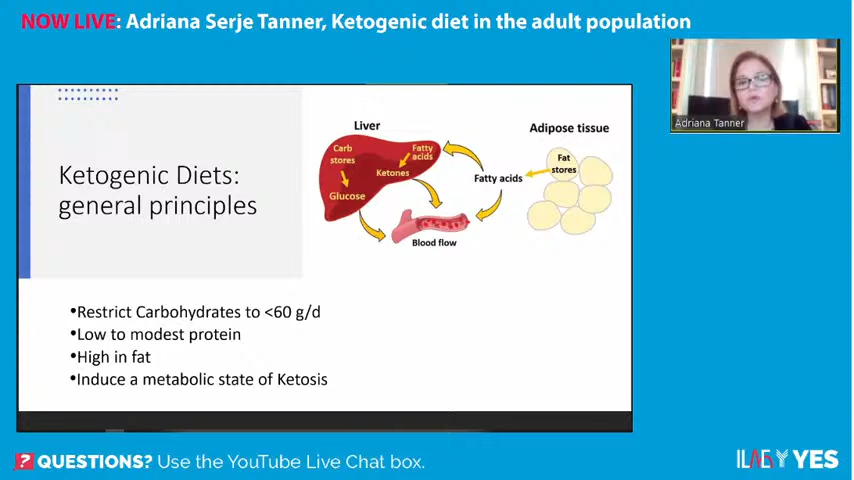 NOW LIVE: Adriana Serje Tanner, Ketogenic diet in the adult population
Adriana Tanner
Ketogenic Diets:
general principles
Liver
Carb
stores
Glucose
Fatty
acids
Ketones
Fatty acids
Adipose tissue
Fat
stores
Blood flow
•Restrict Carbohydrates to <60 g/d
•Low to modest protein
•High in fat
•Induce a metabolic state of Ketosis
? QUESTIONS? Use the YouTube Live Chat box.
ILAE YES